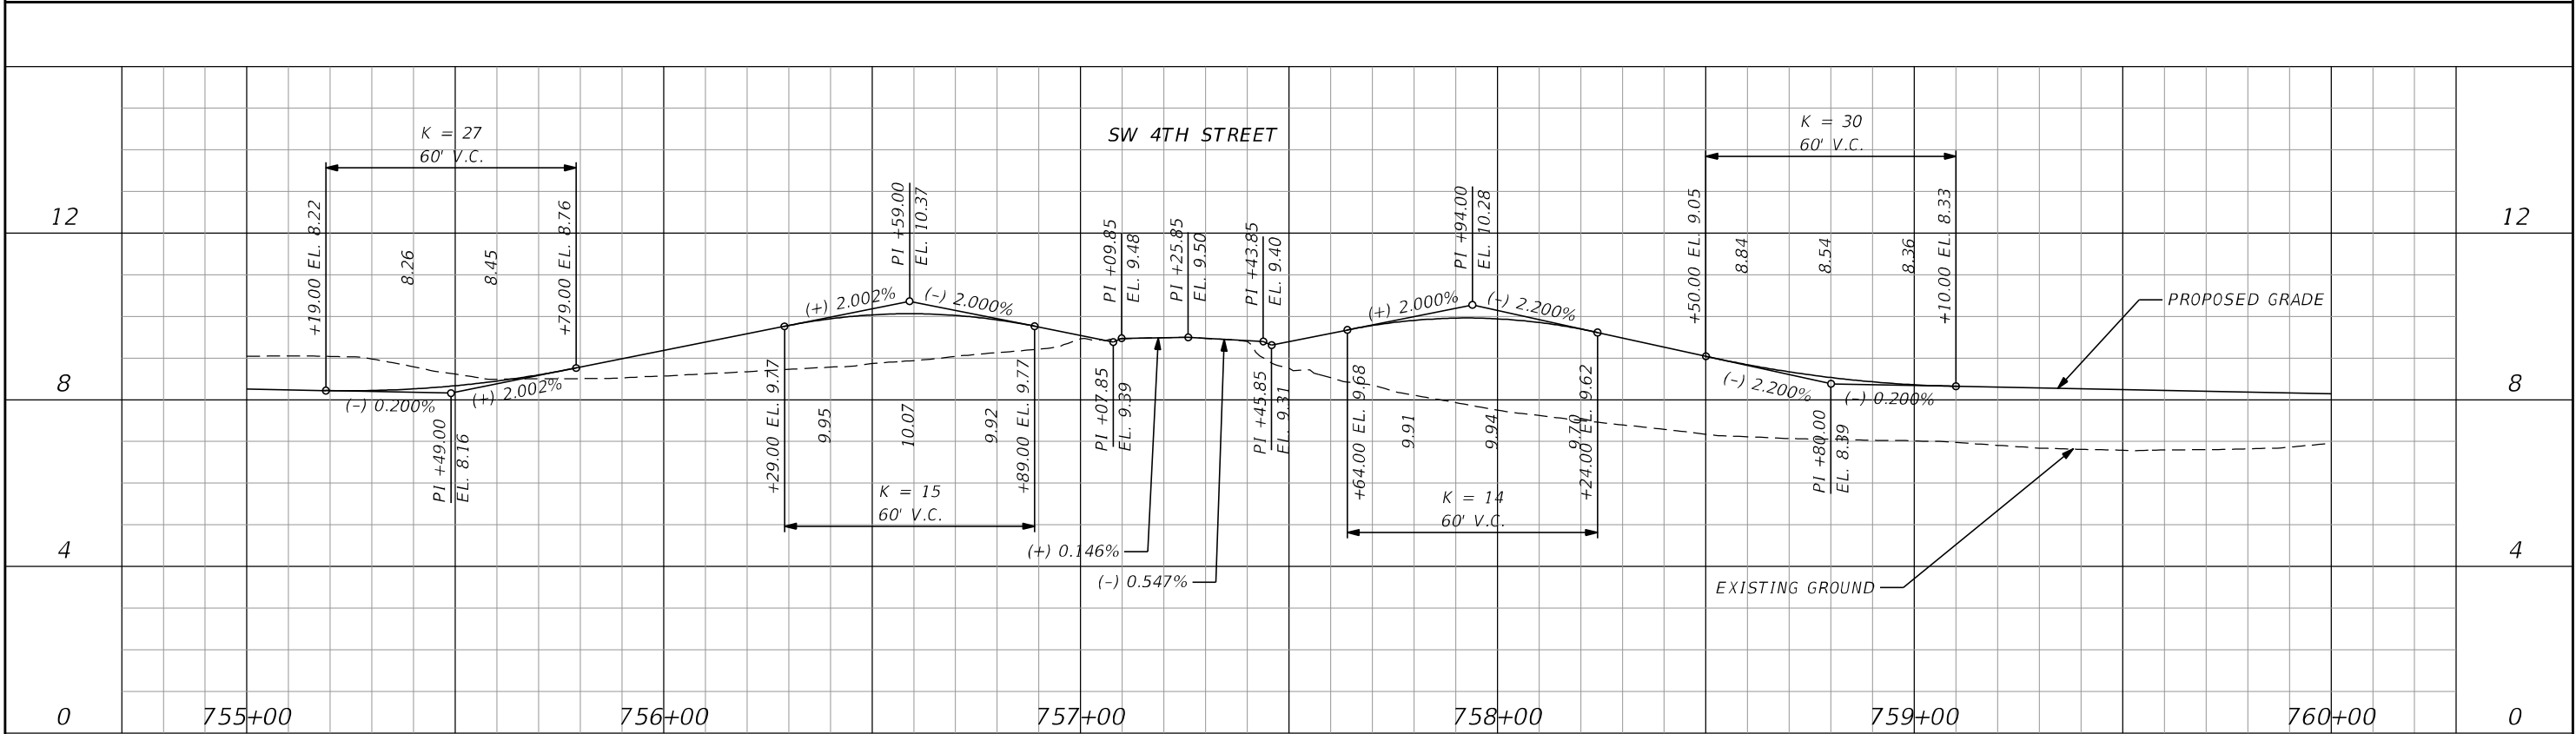 K = 27
60' V.C.
SW 4TH STREET
K = 30
60' V.C.
12
12
+19.00 EL. 8.22
8.26
8.45
+79.00 EL. 8.76
PI +59.00
EL. 10.37
PI +09.85
EL. 9.48
PI +25.85
EL. 9.50
PI +43.85
EL. 9.40
PI +94.00
EL. 10.28
+50.00 EL. 9.05
8.84
8.54
8.36
+10.00 EL. 8.33
(+) 2.002%
(-) 2.000%
(+) 2.000%
(-) 2.200%
PROPOSED GRADE
8
8
(-) 0.200%
(+) 2.002%
(-) 2.200%
(-) 0.200%
PI +49.00
EL. 8.16
+29.00 EL. 9.77
9.95
10.07
9.92
+89.00 EL. 9.77
PI +07.85
EL. 9.39
PI +45.85
EL. 9.31
+64.00 EL. 9.68
9.91
9.94
9.70
+24.00 EL. 9.62
PI +80.00
EL. 8.39
K = 15
60' V.C.
K = 14
60' V.C.
4
4
(+) 0.146%
(-) 0.547%
EXISTING GROUND
0
755+00
756+00
757+00
758+00
759+00
760+00
0